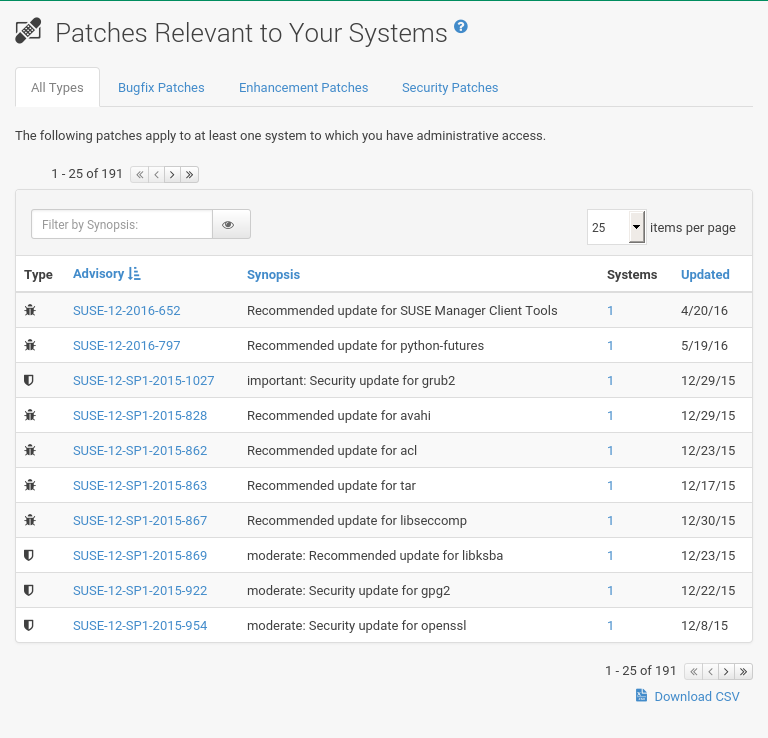 Patches Relevant to Your Systems
All Types Bugfix Patches Enhancement Patches Security Patches
The following patches apply to at least one system to which you have administrative access.
1 - 25 of 191
Filter by Synopsis: 25 items per page
Type Advisory Synopsis Systems Updated
SUSE-12-2016-652 Recommended update for SUSE Manager Client Tools 1 4/20/16
SUSE-12-2016-797 Recommended update for python-futures 1 5/19/16
SUSE-12-SP1-2015-1027 important: Security update for grub2 1 12/29/15
SUSE-12-SP1-2015-828 Recommended update for avahi 1 12/29/15
SUSE-12-SP1-2015-862 Recommended update for acl 1 12/23/15
SUSE-12-SP1-2015-863 Recommended update for tar 1 12/17/15
SUSE-12-SP1-2015-867 Recommended update for libseccomp 1 12/30/15
SUSE-12-SP1-2015-869 moderate: Recommended update for libksba 1 12/23/15
SUSE-12-SP1-2015-922 moderate: Security update for gpg2 1 12/22/15
SUSE-12-SP1-2015-954 moderate: Security update for openssl 1 12/8/15
1 - 25 of 191
Download CSV